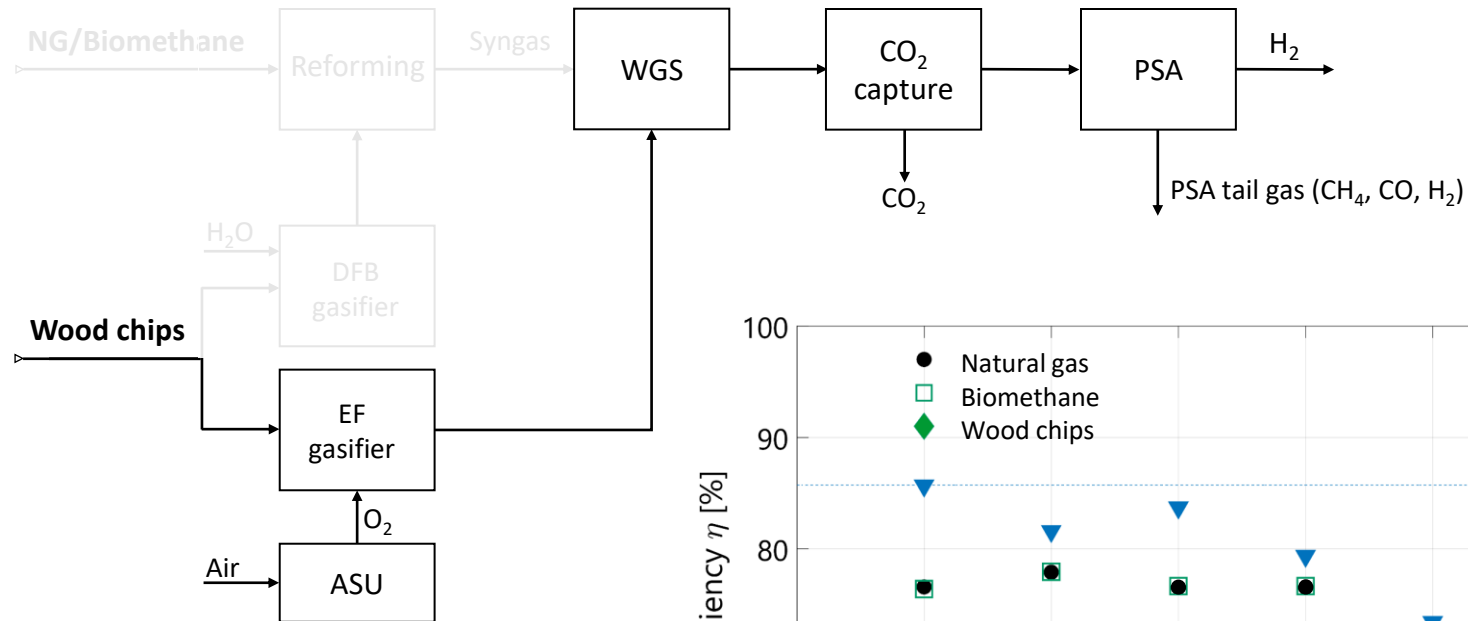 NG/Biomethane
Reforming
Syngas
WGS
CO₂
capture
PSA
H₂
CO₂
PSA tail gas (CH₄, CO, H₂)
H₂O
DFB
gasifier
Wood chips
EF
gasifier
O₂
Air
ASU
100
90
80
iency η [%]
Natural gas
Biomethane
Wood chips